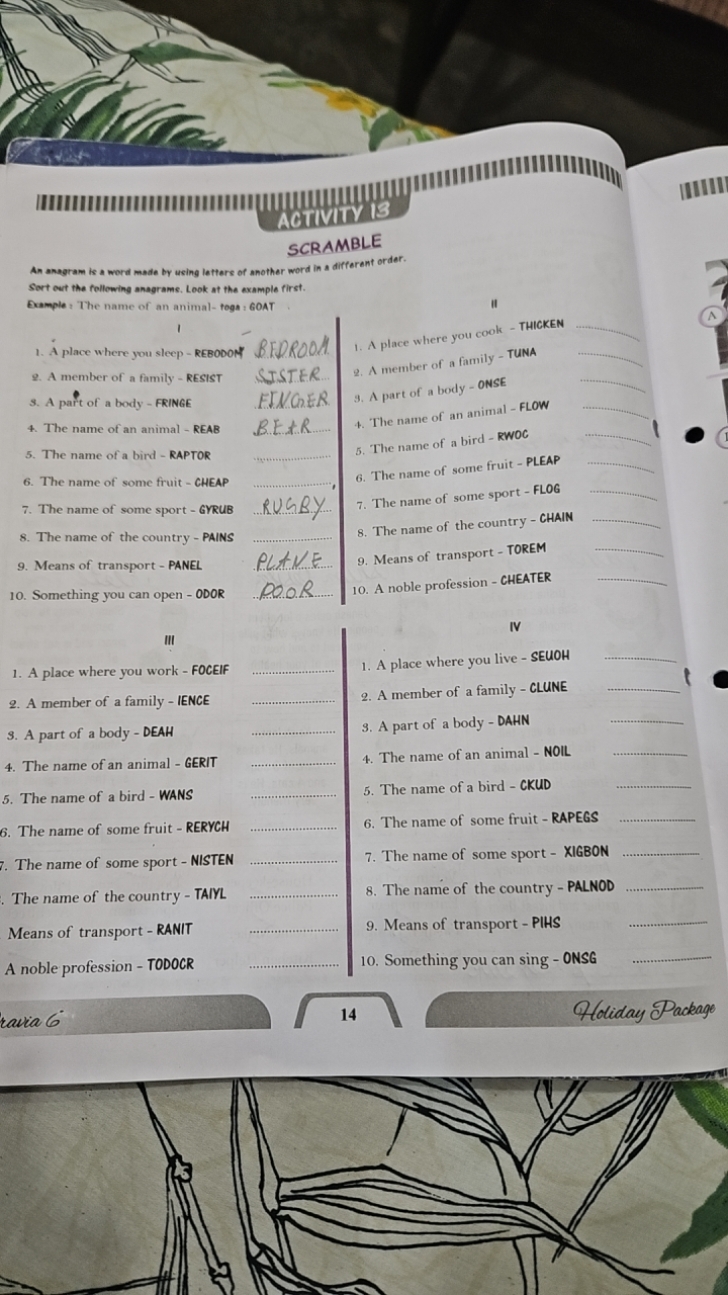 ACTIVITY 13
SCRAMBLE
An anagram is a word made by using letters of another word in a different order.
Sort out the following anagrams. Look at the example first.
Example : The name of an animal- toga : GOAT
I
1. A place where you sleep - REBODOM BEDROOM
2. A member of a family - RESIST SISTER
3. A part of a body - FRINGE FINGER
4. The name of an animal - REAB BEAR
5. The name of a bird - RAPTOR
6. The name of some fruit - CHEAP
7. The name of some sport - GYRUB RUGBY
8. The name of the country - PAINS
9. Means of transport - PANEL PLANE
10. Something you can open - ODOR DOOR
II
1. A place where you cook - THICKEN
2. A member of a family - TUNA
3. A part of a body - ONSE
4. The name of an animal - FLOW
5. The name of a bird - RWOC
6. The name of some fruit - PLEAP
7. The name of some sport - FLOG
8. The name of the country - CHAIN
9. Means of transport - TOREM
10. A noble profession - CHEATER
III
1. A place where you work - FOCEIF
2. A member of a family - IENCE
3. A part of a body - DEAH
4. The name of an animal - GERIT
5. The name of a bird - WANS
6. The name of some fruit - RERYCH
7. The name of some sport - NISTEN
. The name of the country - TAIYL
Means of transport - RANIT
A noble profession - TODOCR
IV
1. A place where you live - SEUOH
2. A member of a family - CLUNE
3. A part of a body - DAHN
4. The name of an animal - NOIL
5. The name of a bird - CKUD
6. The name of some fruit - RAPEGS
7. The name of some sport - XIGBON
8. The name of the country - PALNOD
9. Means of transport - PIHS
10. Something you can sing - ONSG
ravia 6
14
Holiday Package
A